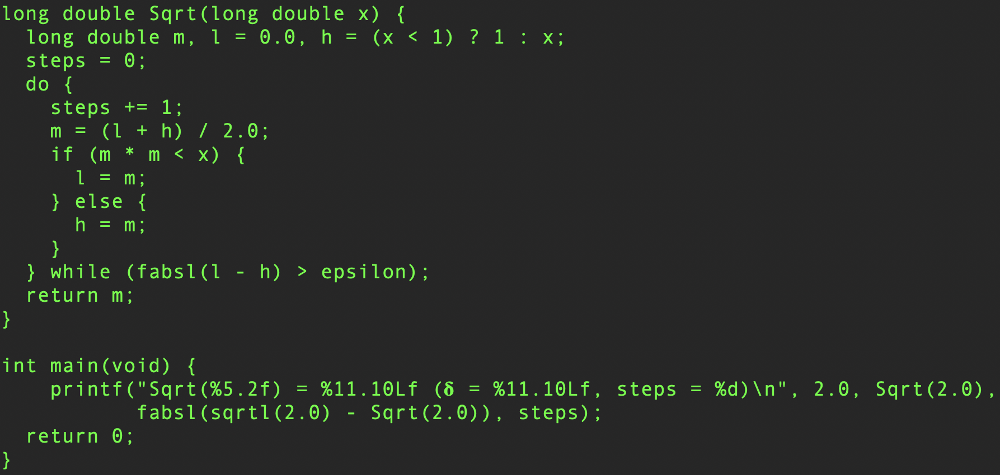 long double Sqrt(long double x) {
  long double m, l = 0.0, h = (x < 1) ? 1 : x;
  steps = 0;
  do {
    steps += 1;
    m = (l + h) / 2.0;
    if (m * m < x) {
      l = m;
    } else {
      h = m;
    }
  } while (fabsl(l - h) > epsilon);
  return m;
}

int main(void) {
    printf("Sqrt(%5.2f) = %11.10Lf (δ = %11.10Lf, steps = %d)\n", 2.0, Sqrt(2.0),
           fabsl(sqrtl(2.0) - Sqrt(2.0)), steps);
  return 0;
}